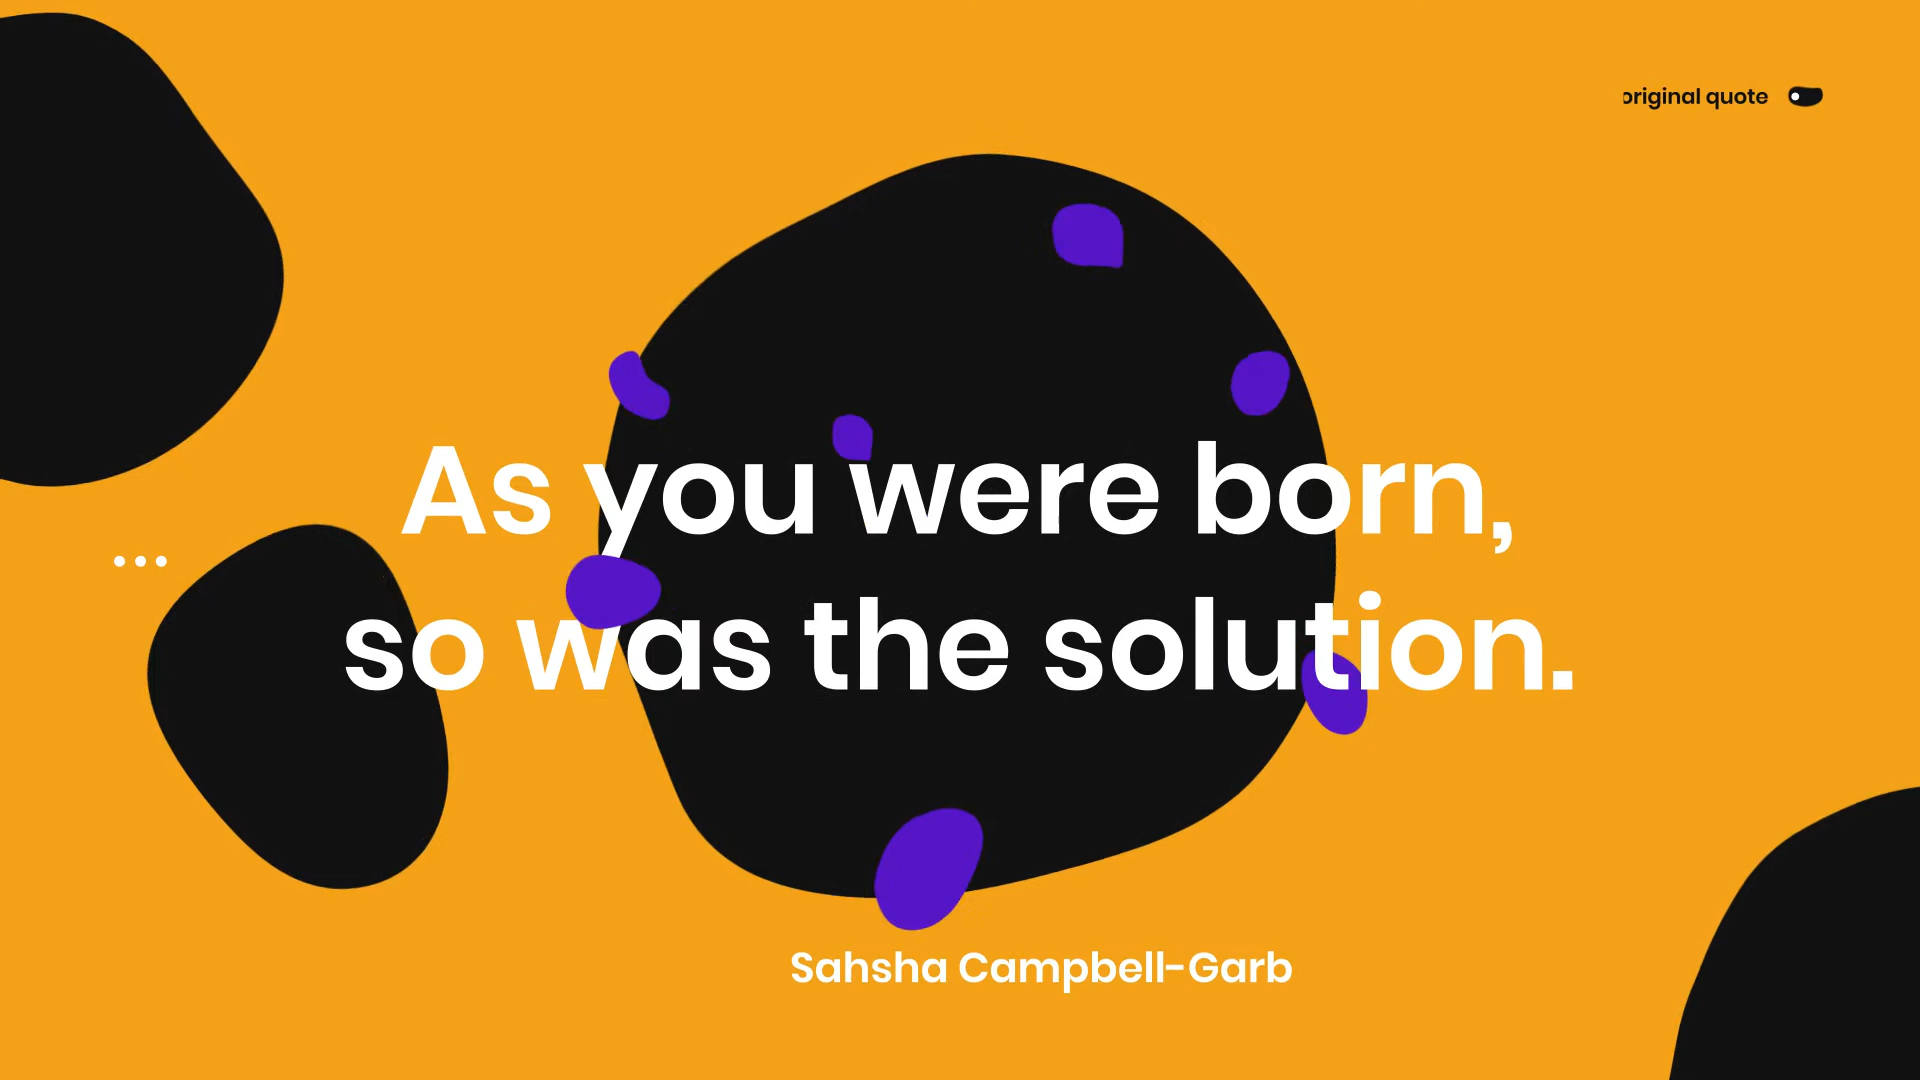 original quote
As you were born,
so was the solution.
Sahsha Campbell-Garb